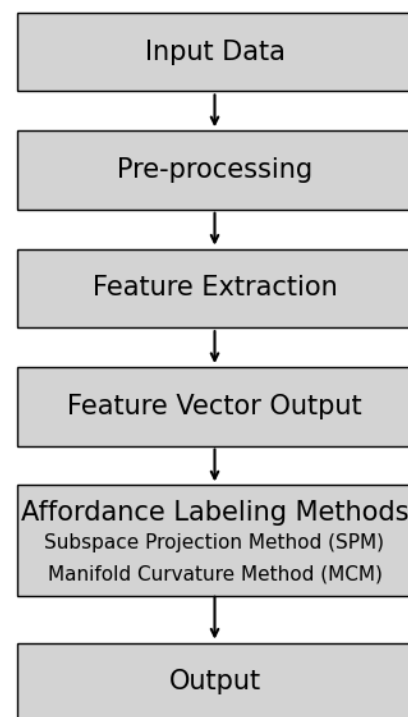 Input Data
Pre-processing
Feature Extraction
Feature Vector Output
Affordance Labeling Methods
Subspace Projection Method (SPM)
Manifold Curvature Method (MCM)
Output